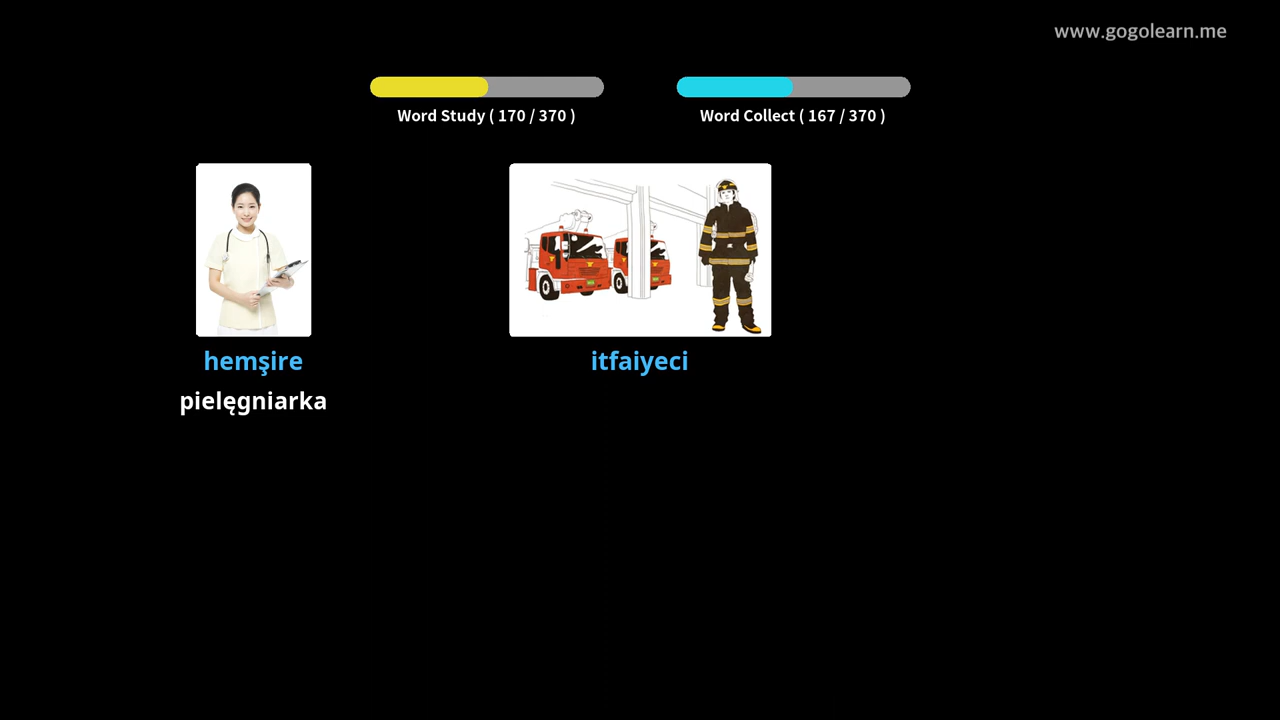 www.gogolearn.me
Word Study ( 170 / 370 )
Word Collect ( 167 / 370 )
hemşire
itfaiyeci
pielęgniarka